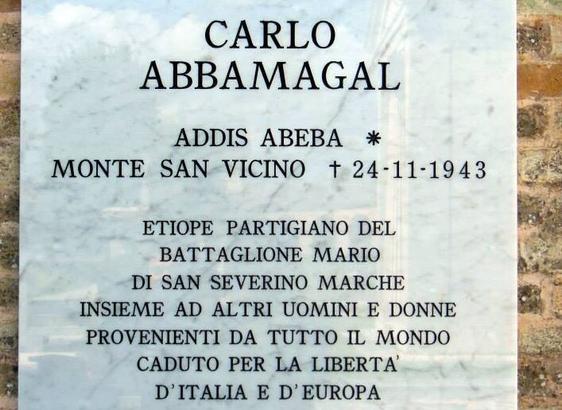 CARLO
ABBAMAGAL
ADDIS ABEBA *
MONTE SAN VICINO † 24-11-1943
ETIOPE PARTIGIANO DEL
BATTAGLIONE MARIO
DI SAN SEVERINO MARCHE
INSIEME AD ALTRI UOMINI E DONNE
PROVENIENTI DA TUTTO IL MONDO
CADUTO PER LA LIBERTA'
D'ITALIA E D'EUROPA